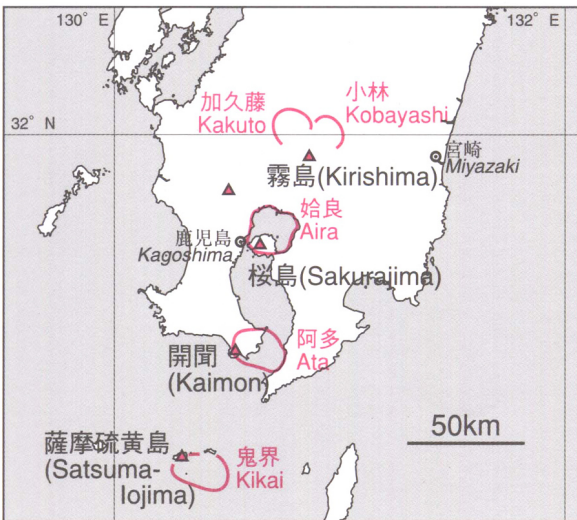 130° E
132° E
加久藤
Kakuto
小林
Kobayashi
32° N
宮崎
Miyazaki
霧島(Kirishima)
姶良
Aira
鹿児島
Kagoshima
桜島(Sakurajima)
阿多
Ata
開聞
(Kaimon)
50km
薩摩硫黄島
(Satsuma-
Iojima)
鬼界
Kikai